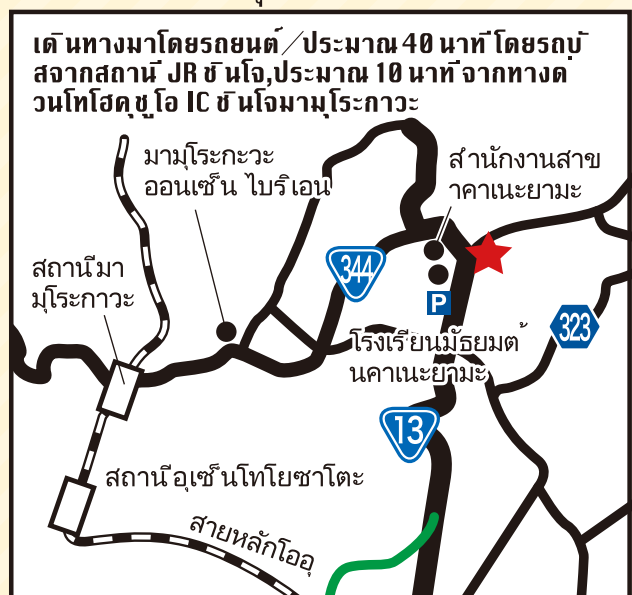 เดินทางมาโดยรถยนต์/ประมาณ 40 นาทีโดยรถบั
สจากสถานี JR ชินโจ,ประมาณ 10 นาทีจากทางด่
วนโทโฮคุชูโอ IC ชินโจมามุโระกาวะ
มามุโระกะวะ
ออนเซ็น ไบริเอน
สำนักงานสาข
าคาเนะยามะ
344
สถานีมา
มุโระกาวะ
P
323
โรงเรียนมัธยมต้
นคาเนะยามะ
13
สถานีอุเซ็นโทโยซาโตะ
สายหลักโออุ